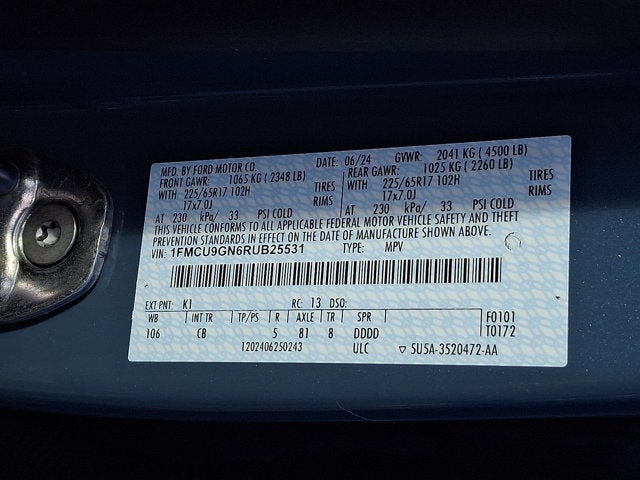 MFD. BY FORD MOTOR CO. DATE: 06/24 GVWR: 2041 KG ( 4500 LB)
FRONT GAWR: 1065 KG ( 2348 LB) REAR GAWR: 1025 KG ( 2260 LB)
WITH 225/65R17 102H TIRES WITH 225/65R17 102H TIRES
17x7.0J RIMS 17x7.0J RIMS
AT 230 kPa/ 33 PSI COLD AT 230 kPa/ 33 PSI COLD
THIS VEHICLE CONFORMS TO ALL APPLICABLE FEDERAL MOTOR VEHICLE SAFETY AND THEFT
PREVENTION STANDARDS IN EFFECT ON THE DATE OF MANUFACTURE SHOWN ABOVE.
VIN: 1FMCU9GN6RUB25531 TYPE: MPV
EXT PNT: K1 RC: 13 DSO:
WB INT TR TP/PS R AXLE TR SPR F0101
106 CB 5 81 8 DDDD T0172
1202406250243 ULC ▽ 5U5A-3520472-AA